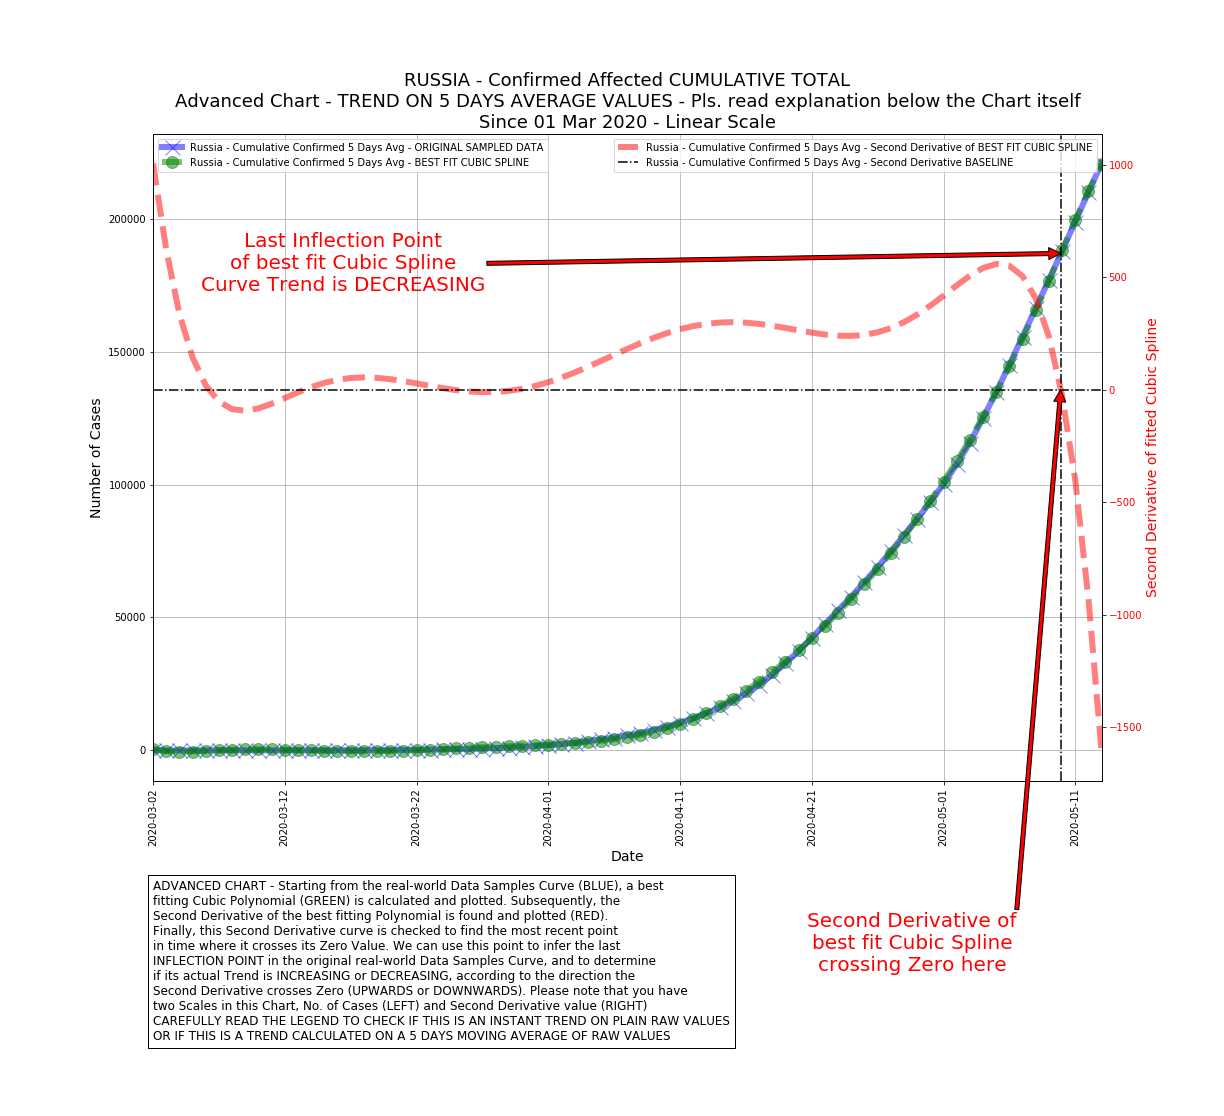 RUSSIA - Confirmed Affected CUMULATIVE TOTAL
Advanced Chart - TREND ON 5 DAYS AVERAGE VALUES - Pls. read explanation below the Chart itself
Since 01 Mar 2020 - Linear Scale
Russia - Cumulative Confirmed 5 Days Avg - ORIGINAL SAMPLED DATA
Russia - Cumulative Confirmed 5 Days Avg - BEST FIT CUBIC SPLINE
Russia - Cumulative Confirmed 5 Days Avg - Second Derivative of BEST FIT CUBIC SPLINE
Russia - Cumulative Confirmed 5 Days Avg - Second Derivative BASELINE
Last Inflection Point
of best fit Cubic Spline
Curve Trend is DECREASING
Number of Cases
200000
150000
100000
50000
0
1000
500
0
−500
−1000
−1500
Second Derivative of fitted Cubic Spline
2020-03-02
2020-03-12
2020-03-22
2020-04-01
2020-04-11
2020-04-21
2020-05-01
2020-05-11
Date
ADVANCED CHART - Starting from the real-world Data Samples Curve (BLUE), a best
fitting Cubic Polynomial (GREEN) is calculated and plotted. Subsequently, the
Second Derivative of the best fitting Polynomial is found and plotted (RED).
Finally, this Second Derivative curve is checked to find the most recent point
in time where it crosses its Zero Value. We can use this point to infer the last
INFLECTION POINT in the original real-world Data Samples Curve, and to determine
if its actual Trend is INCREASING or DECREASING, according to the direction the
Second Derivative crosses Zero (UPWARDS or DOWNWARDS). Please note that you have
two Scales in this Chart, No. of Cases (LEFT) and Second Derivative value (RIGHT)
CAREFULLY READ THE LEGEND TO CHECK IF THIS IS AN INSTANT TREND ON PLAIN RAW VALUES
OR IF THIS IS A TREND CALCULATED ON A 5 DAYS MOVING AVERAGE OF RAW VALUES
Second Derivative of
best fit Cubic Spline
crossing Zero here